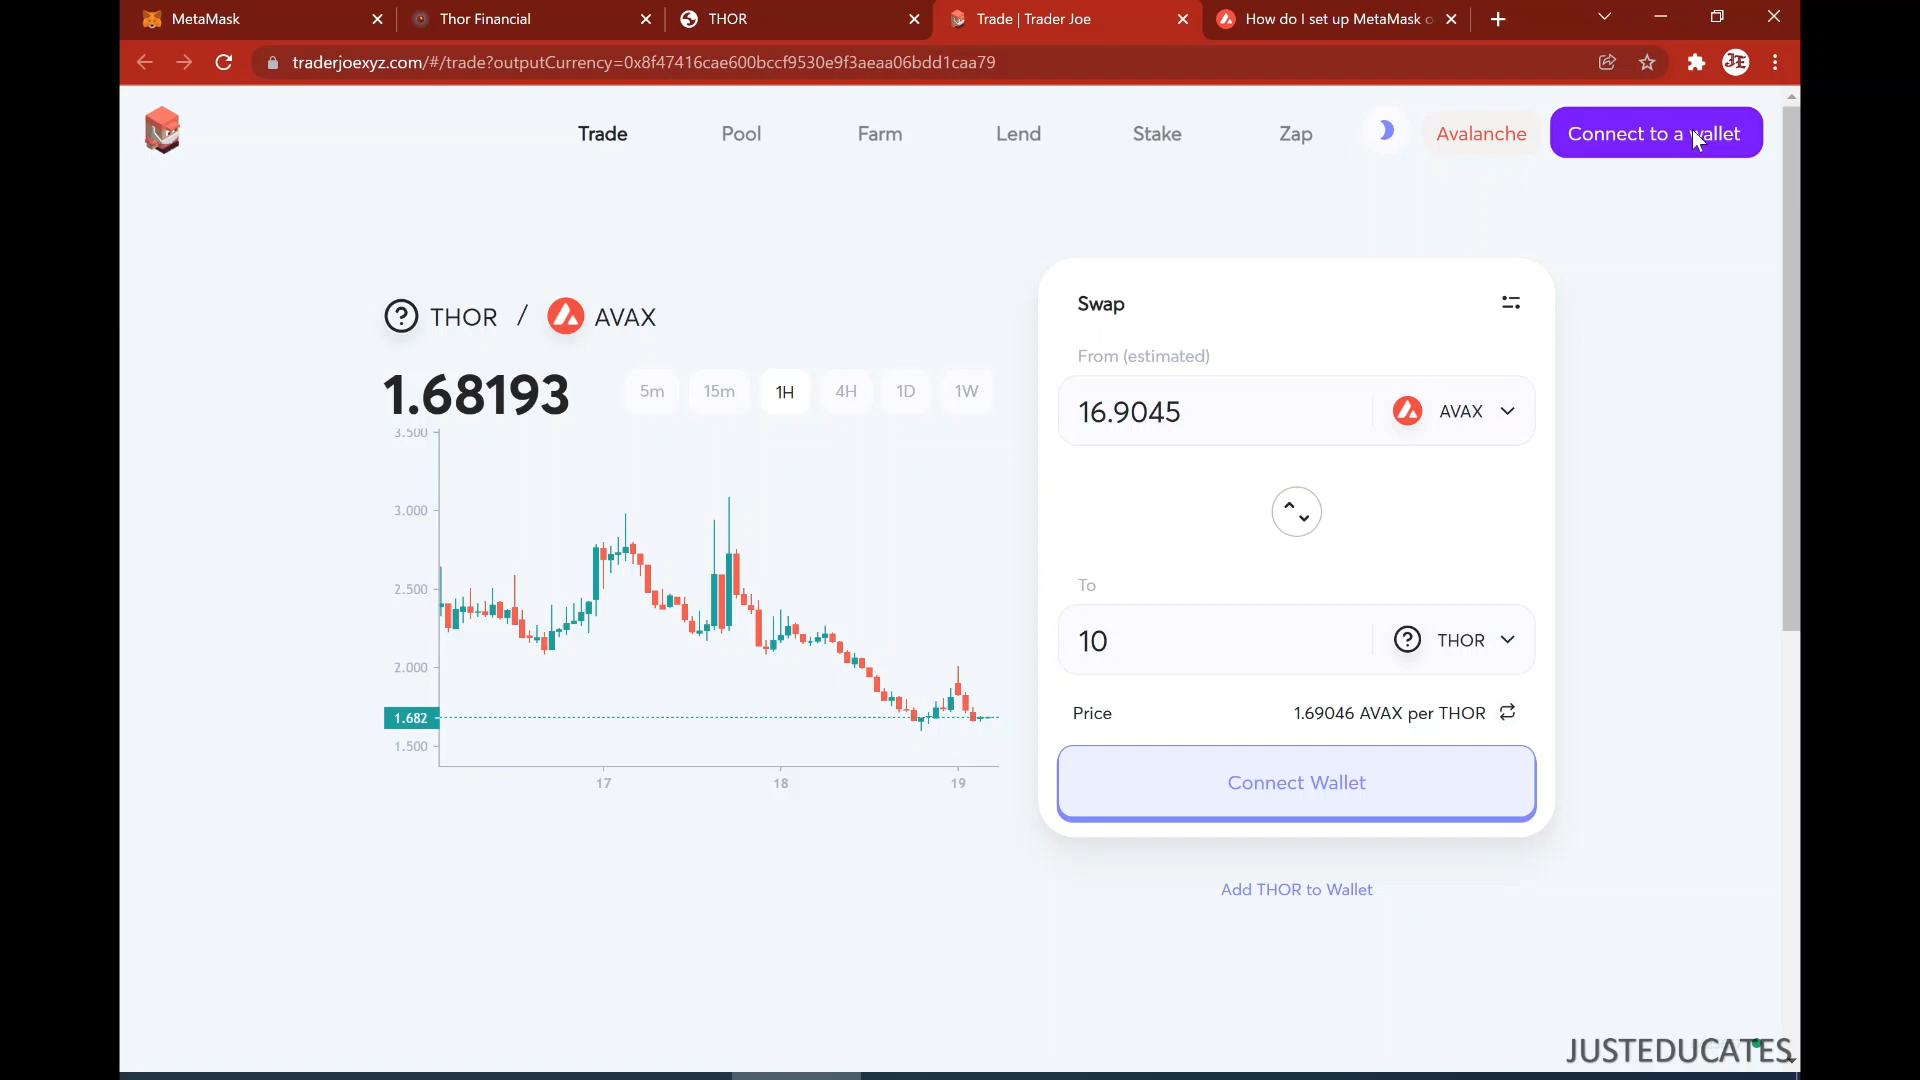 MetaMask
Thor Financial
THOR
Trade | Trader Joe
How do I set up MetaMask o
traderjoexyz.com/#/trade?outputCurrency=0x8f47416cae600bccf9530e9f3aeaa06bdd1caa79
Trade
Pool
Farm
Lend
Stake
Zap
Avalanche
Connect to a wallet
THOR / AVAX
1.68193
5m
15m
1H
4H
1D
1W
3.500
3.000
2.500
2.000
1.682
1.500
17
18
19
Swap
From (estimated)
16.9045
AVAX
To
10
THOR
Price
1.69046 AVAX per THOR
Connect Wallet
Add THOR to Wallet
JUSTEDUCATES